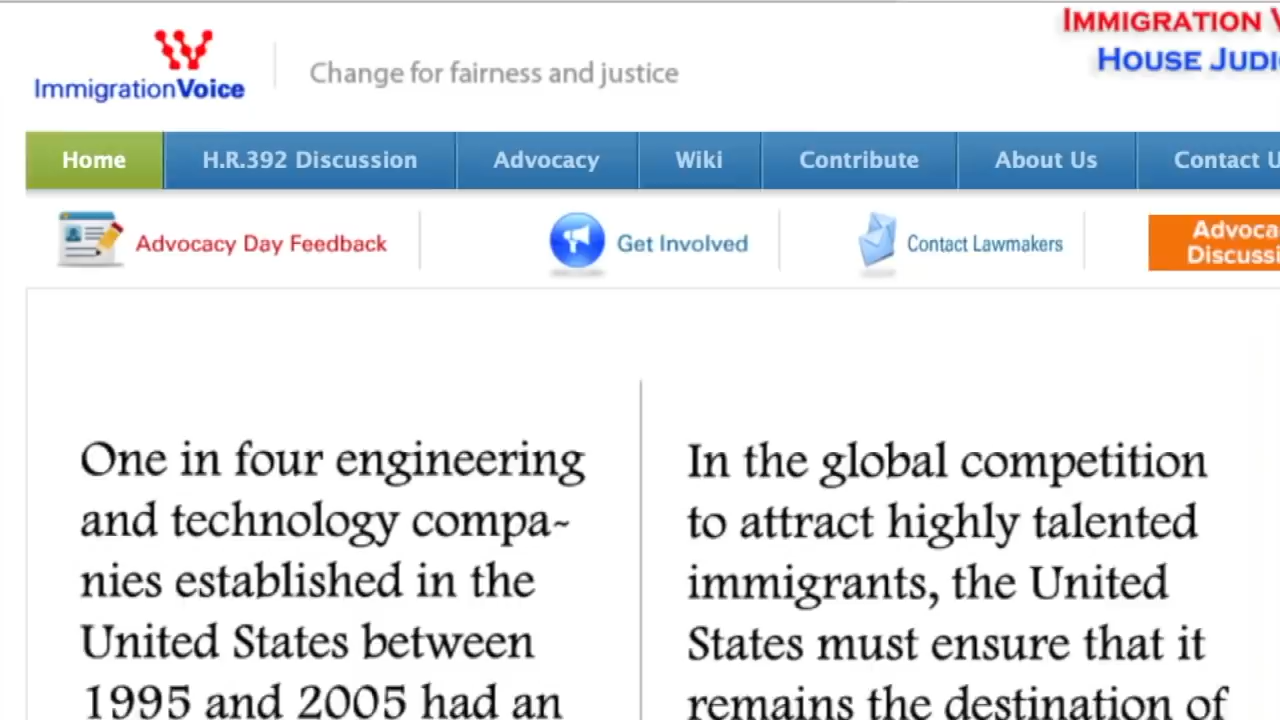 IMMIGRATION
HOUSE
ImmigrationVoice
Change for fairness and justice
Home
H.R.392 Discussion
Advocacy
Wiki
Contribute
About Us
Contact
Advocacy Day Feedback
Get Involved
Contact Lawmakers
One in four engineering
and technology compa-
nies established in the
United States between
1995 and 2005 had an
In the global competition
to attract highly talented
immigrants, the United
States must ensure that it
remains the destination of